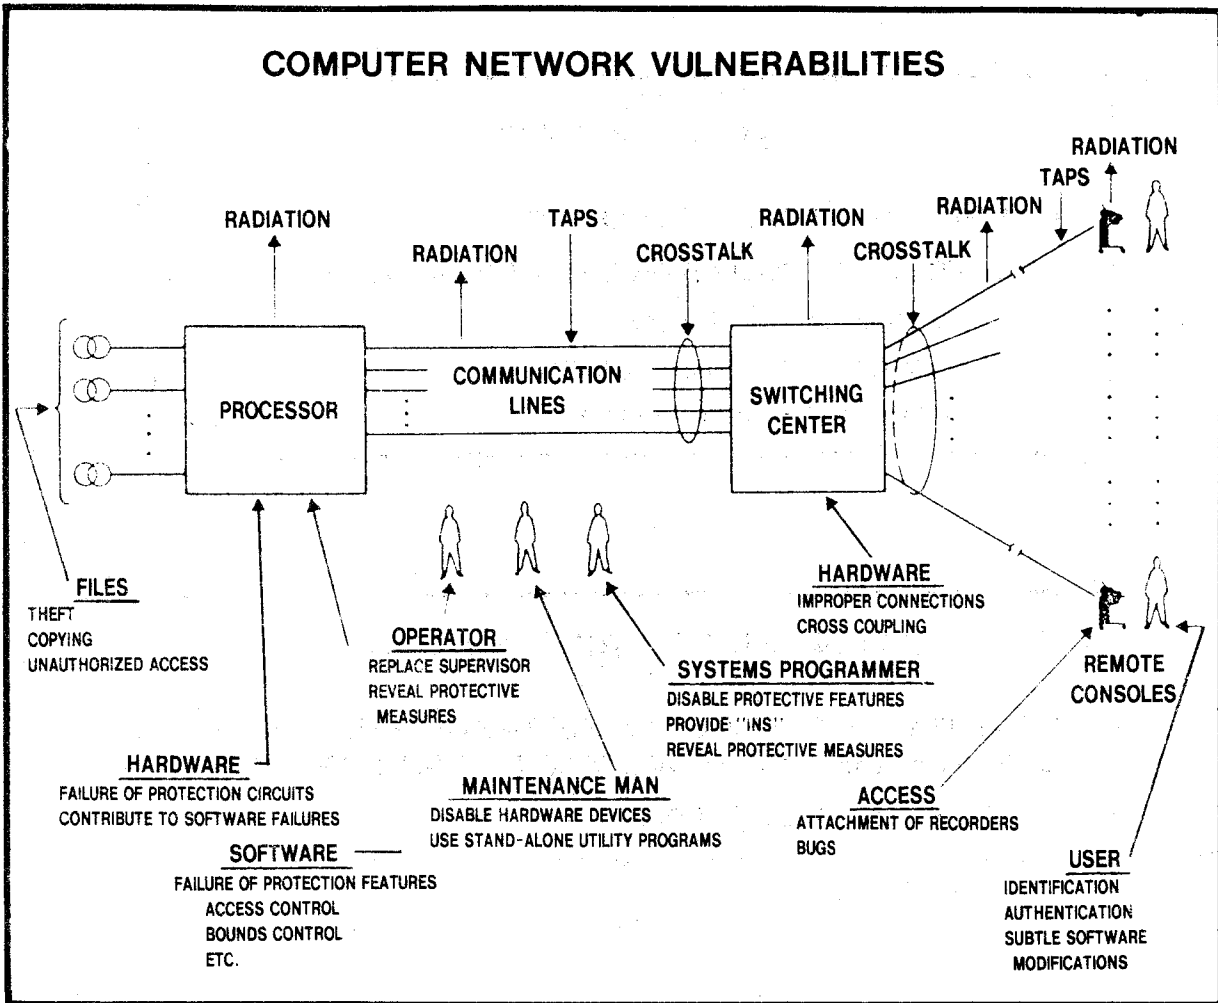 COMPUTER NETWORK VULNERABILITIES
RADIATION
TAPS
RADIATION
RADIATION
TAPS
RADIATION
RADIATION
CROSSTALK
CROSSTALK
PROCESSOR
COMMUNICATION
LINES
SWITCHING
CENTER
FILES
THEFT
COPYING
UNAUTHORIZED ACCESS
OPERATOR
REPLACE SUPERVISOR
REVEAL PROTECTIVE
MEASURES
HARDWARE
IMPROPER CONNECTIONS
CROSS COUPLING
SYSTEMS PROGRAMMER
DISABLE PROTECTIVE FEATURES
PROVIDE "INS"
REVEAL PROTECTIVE MEASURES
REMOTE
CONSOLES
HARDWARE
FAILURE OF PROTECTION CIRCUITS
CONTRIBUTE TO SOFTWARE FAILURES
MAINTENANCE MAN
DISABLE HARDWARE DEVICES
USE STAND-ALONE UTILITY PROGRAMS
ACCESS
ATTACHMENT OF RECORDERS
BUGS
SOFTWARE
FAILURE OF PROTECTION FEATURES
ACCESS CONTROL
BOUNDS CONTROL
ETC.
USER
IDENTIFICATION
AUTHENTICATION
SUBTLE SOFTWARE
MODIFICATIONS